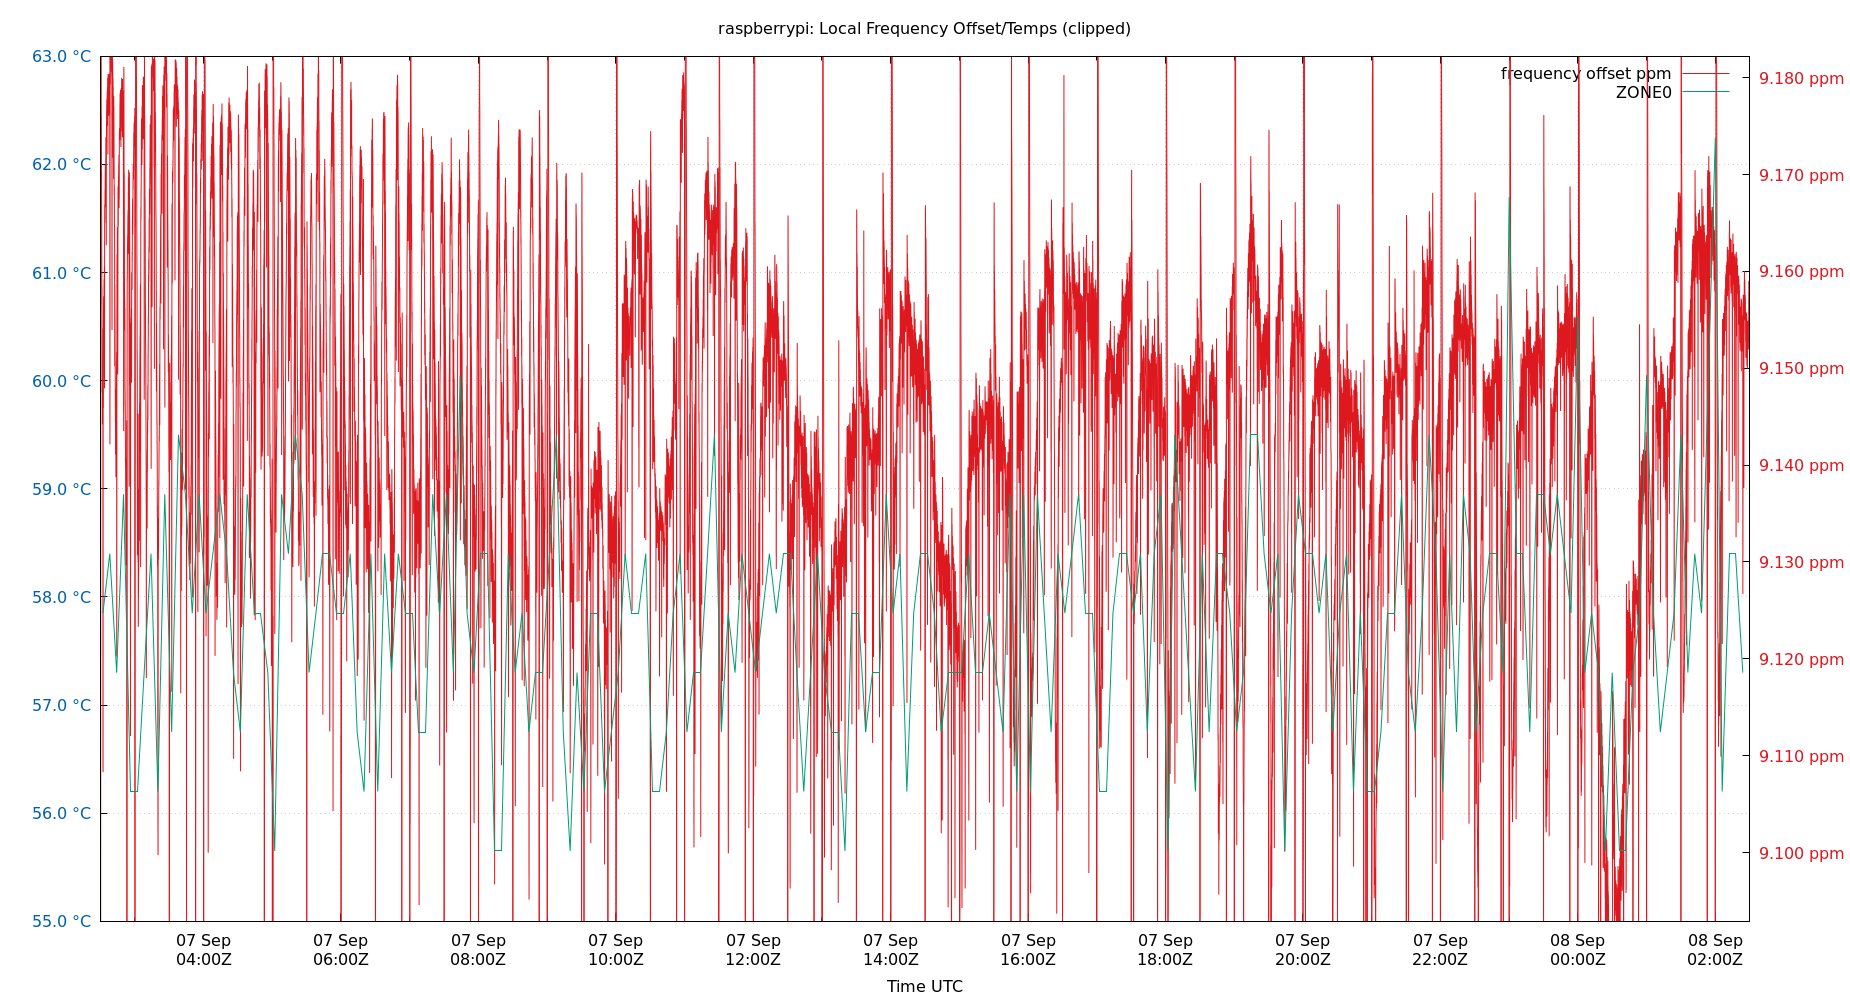 raspberrypi: Local Frequency Offset/Temps (clipped)
63.0 °C
62.0 °C
61.0 °C
60.0 °C
59.0 °C
58.0 °C
57.0 °C
56.0 °C
55.0 °C
frequency offset ppm
ZONE0
9.180 ppm
9.170 ppm
9.160 ppm
9.150 ppm
9.140 ppm
9.130 ppm
9.120 ppm
9.110 ppm
9.100 ppm
07 Sep 07 Sep 07 Sep 07 Sep 07 Sep 07 Sep 07 Sep 07 Sep 07 Sep 07 Sep 08 Sep 08 Sep
04:00Z 06:00Z 08:00Z 10:00Z 12:00Z 14:00Z 16:00Z 18:00Z 20:00Z 22:00Z 00:00Z 02:00Z
Time UTC